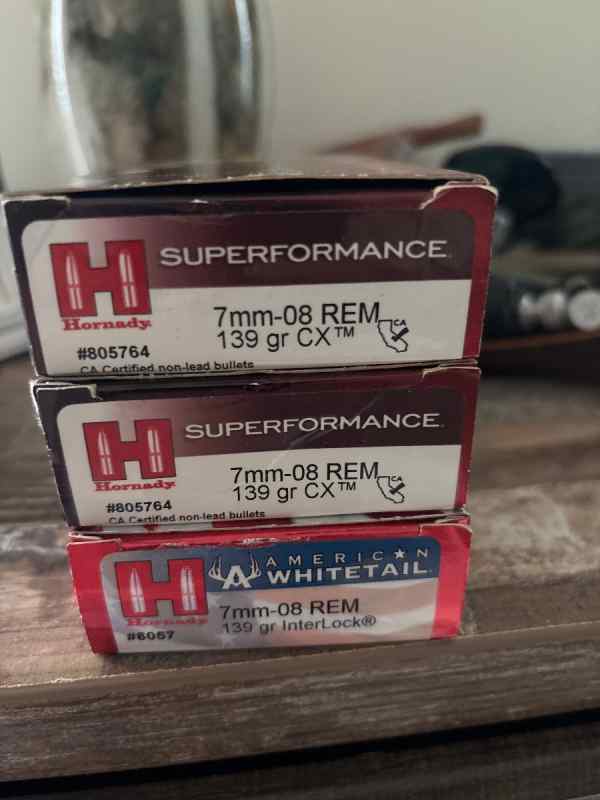 SUPERFORMANCE
H
Hornady
7mm-08 REM
139 gr CX™
CA
#805764
CA Certified non-lead bullets
SUPERFORMANCE
H
Hornady
7mm-08 REM
139 gr CX™
CA
#805764
CA Certified non-lead bullets
AMERICAN
WHITETAIL
H
Hornady
7mm-08 REM
139 gr InterLock®
#8057